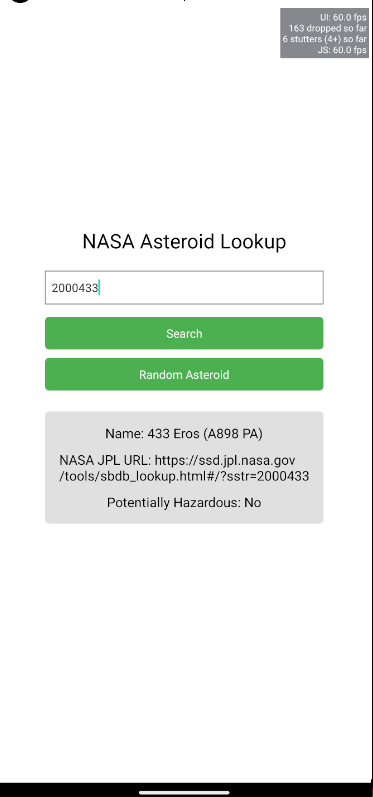 UI: 60.0 fps
163 dropped so far
6 stutters (4+) so far
JS: 60.0 fps
NASA Asteroid Lookup
2000433
Search
Random Asteroid
Name: 433 Eros (A898 PA)
NASA JPL URL: https://ssd.jpl.nasa.gov
/tools/sbdb_lookup.html#/?sstr=2000433
Potentially Hazardous: No